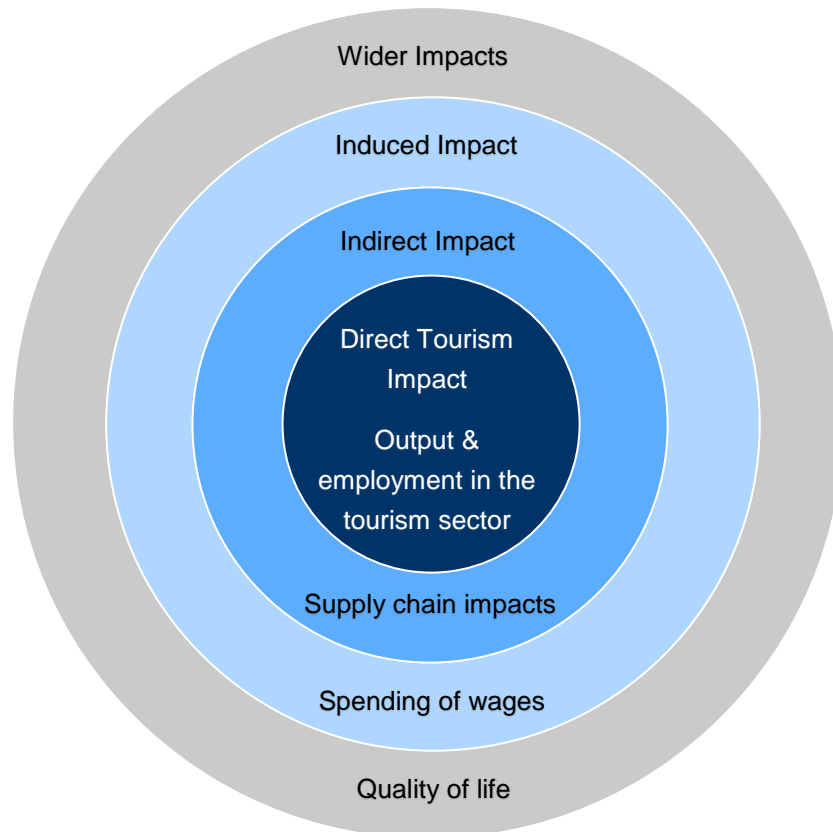 Wider Impacts
Induced Impact
Indirect Impact
Direct Tourism
Impact
Output &
employment in the
tourism sector
Supply chain impacts
Spending of wages
Quality of life